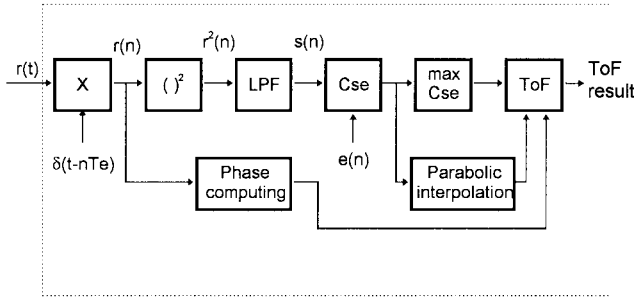 r(t)
r(n)
r²(n)
s(n)
X
( )²
LPF
Cse
max
Cse
ToF
ToF
result
δ(t-nTe)
e(n)
Phase
computing
Parabolic
interpolation